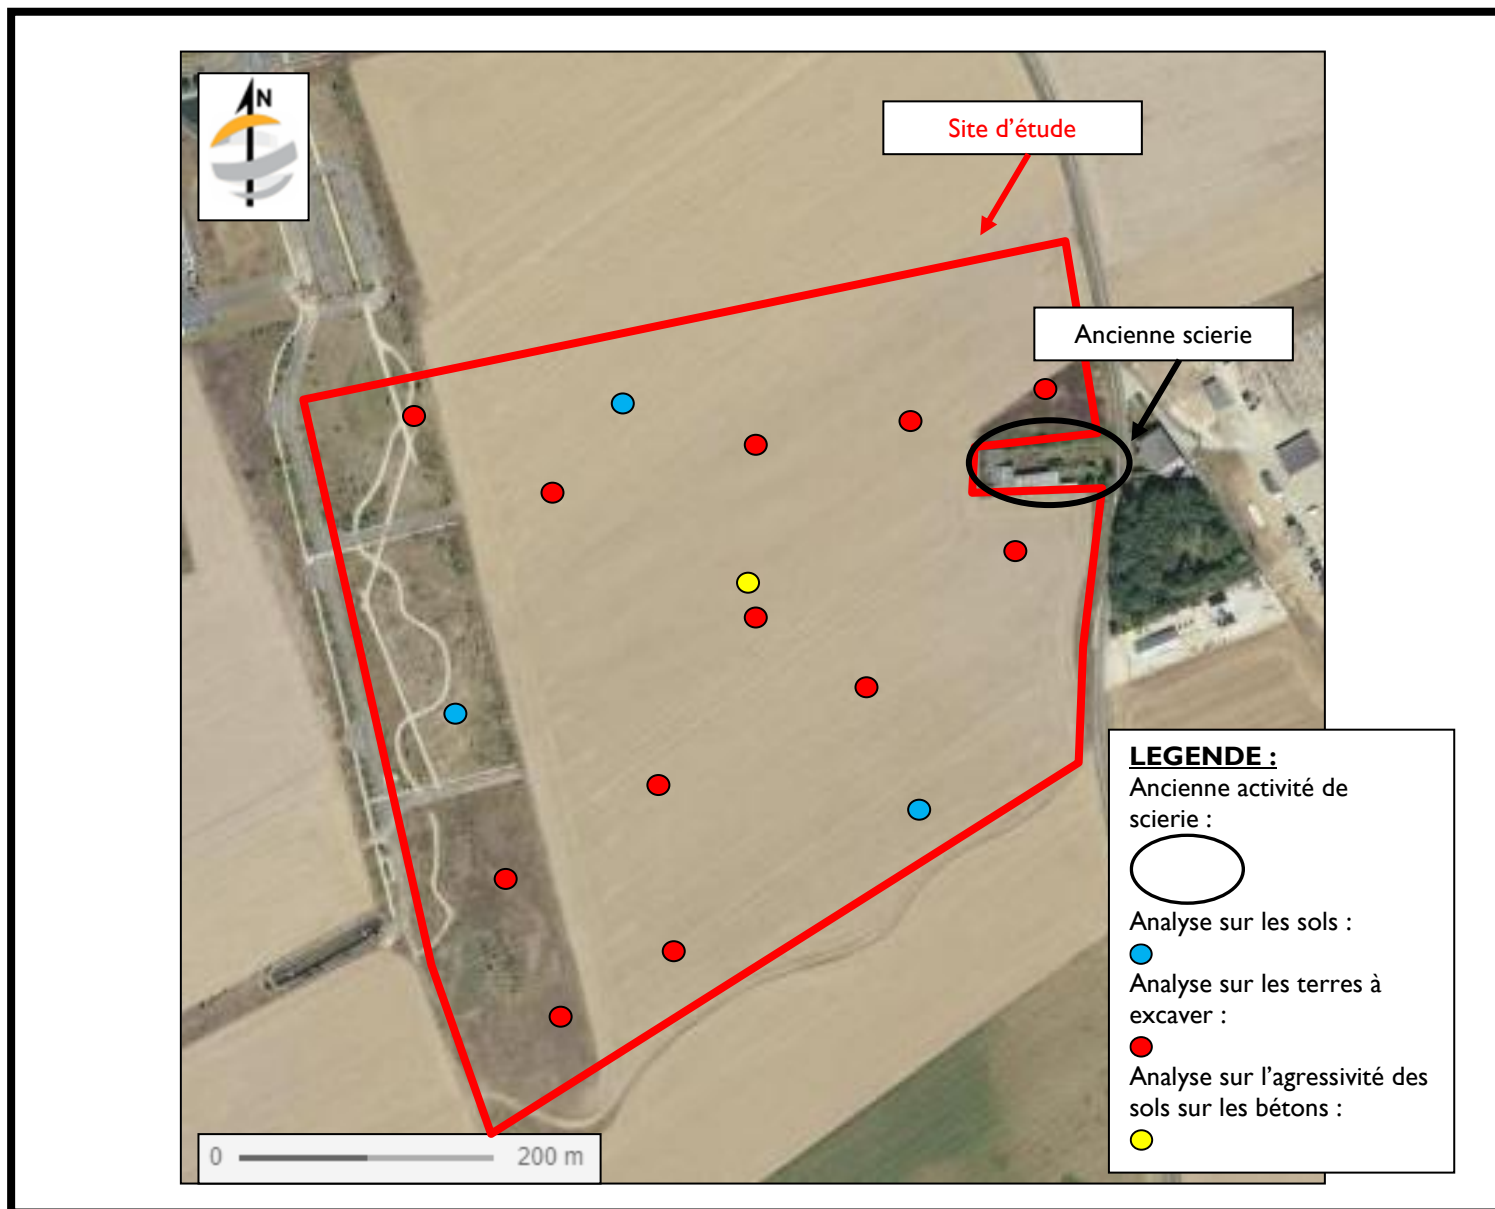 N
Site d'étude
Ancienne scierie
LEGENDE :
Ancienne activité de
scierie :
Analyse sur les sols :
Analyse sur les terres à
excaver :
Analyse sur l'agressivité des
sols sur les bétons :
0 200 m